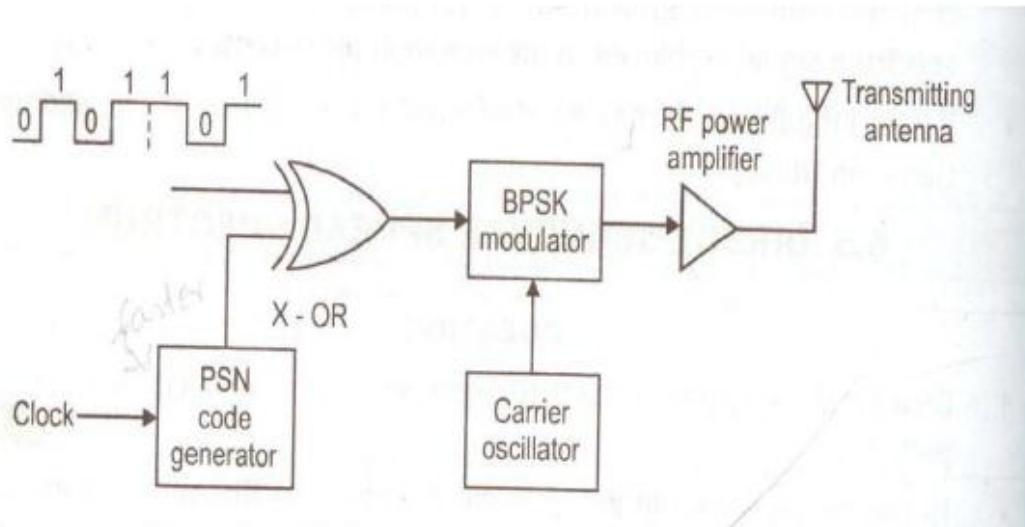 1 1 1 1
0 0 0
Transmitting
antenna
RF power
amplifier
BPSK
modulator
X - OR
faster
PSN
code
generator
Clock
Carrier
oscillator